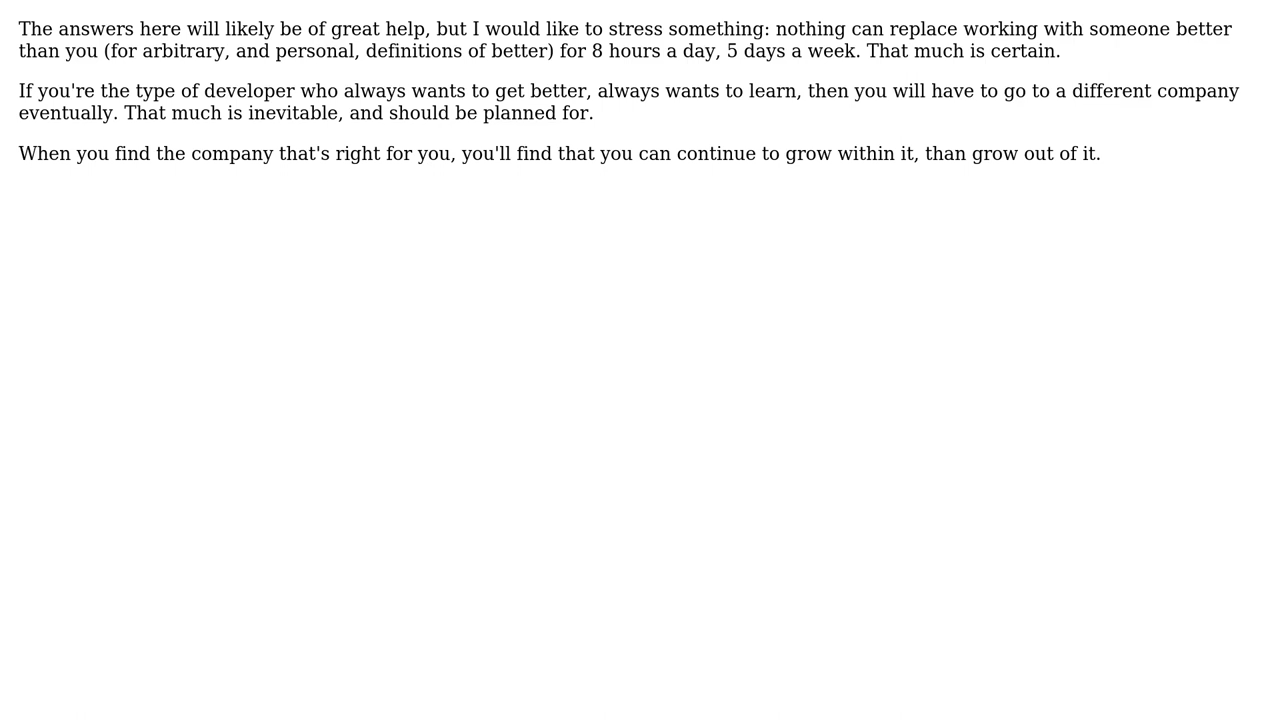 The answers here will likely be of great help, but I would like to stress something: nothing can replace working with someone better
than you (for arbitrary, and personal, definitions of better) for 8 hours a day, 5 days a week. That much is certain.
If you're the type of developer who always wants to get better, always wants to learn, then you will have to go to a different company
eventually. That much is inevitable, and should be planned for.
When you find the company that's right for you, you'll find that you can continue to grow within it, than grow out of it.